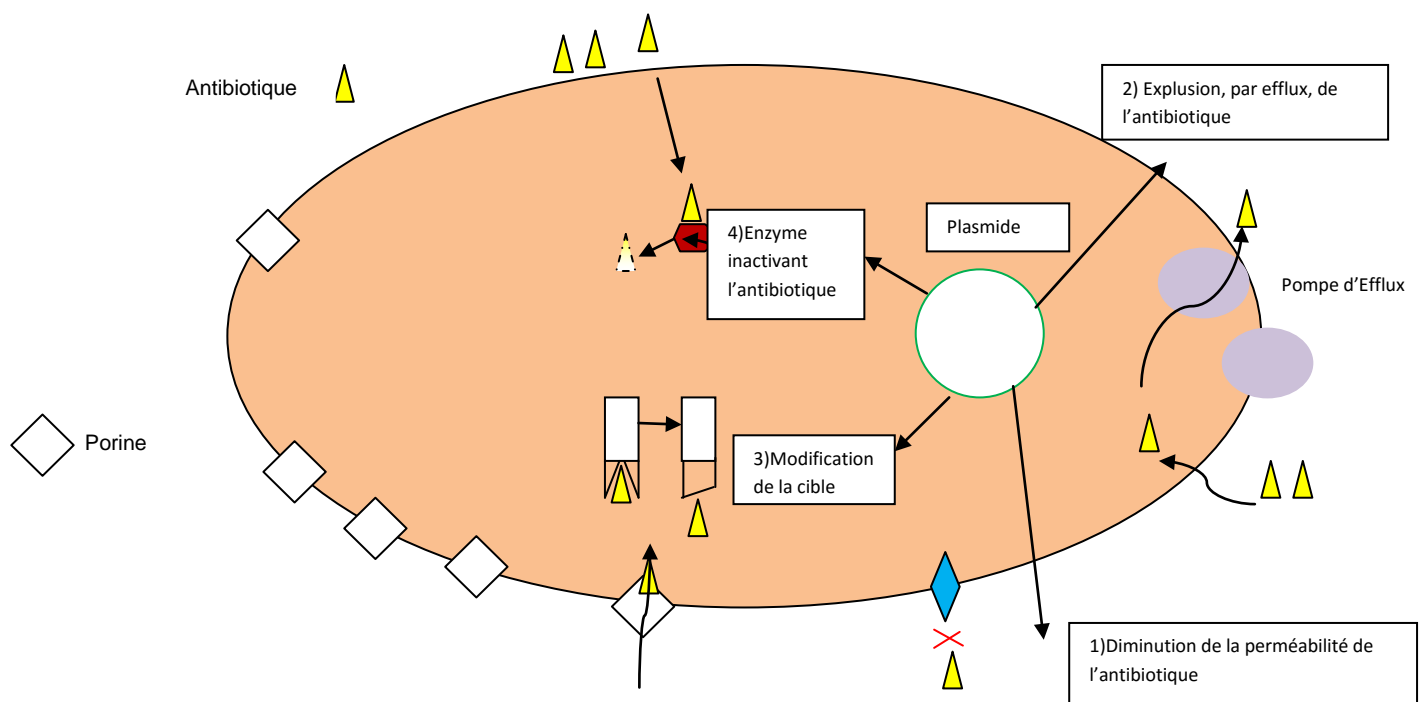 Antibiotique
2) Explusion, par efflux, de
l’antibiotique
4)Enzyme
inactivant
l’antibiotique
Plasmide
Pompe d’Efflux
Porine
3)Modification
de la cible
1)Diminution de la perméabilité de
l’antibiotique